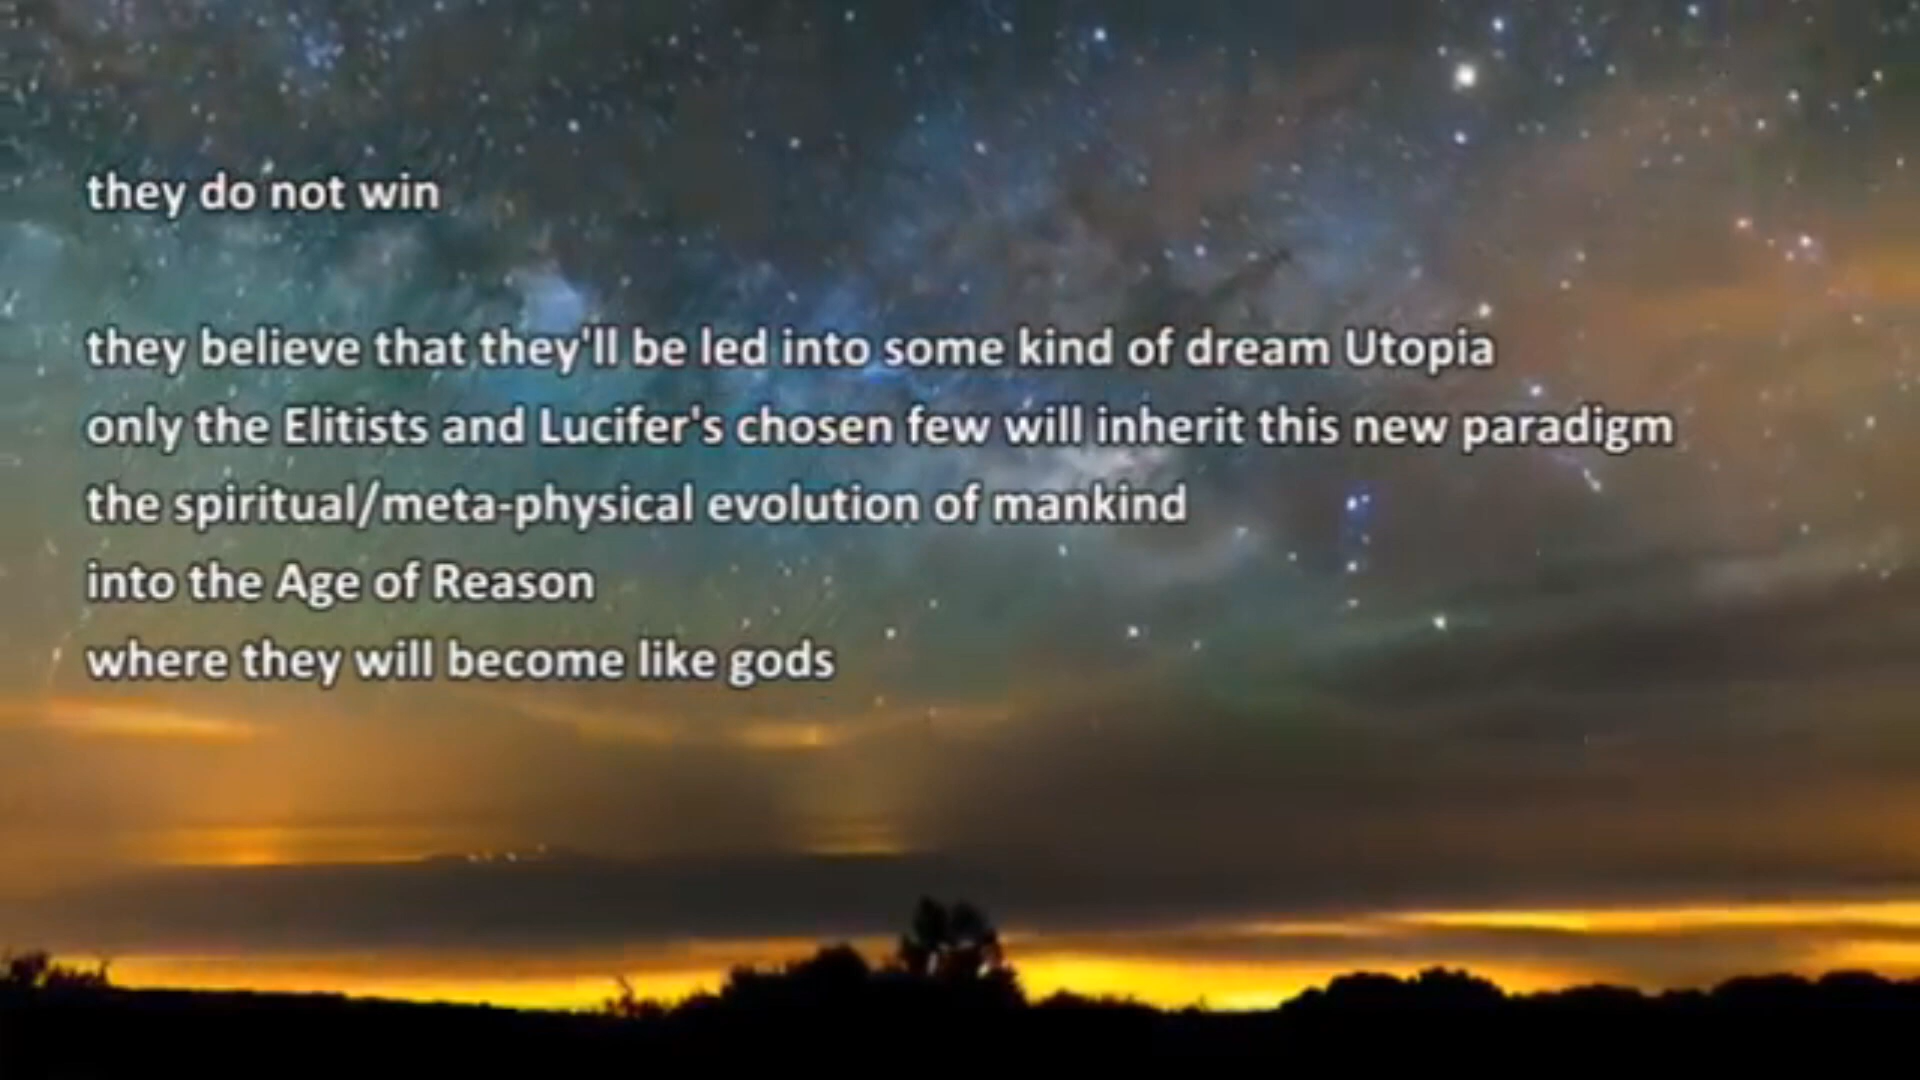 they do not win
they believe that they'll be led into some kind of dream Utopia
only the Elitists and Lucifer's chosen few will inherit this new paradigm
the spiritual/meta-physical evolution of mankind
into the Age of Reason
where they will become like gods